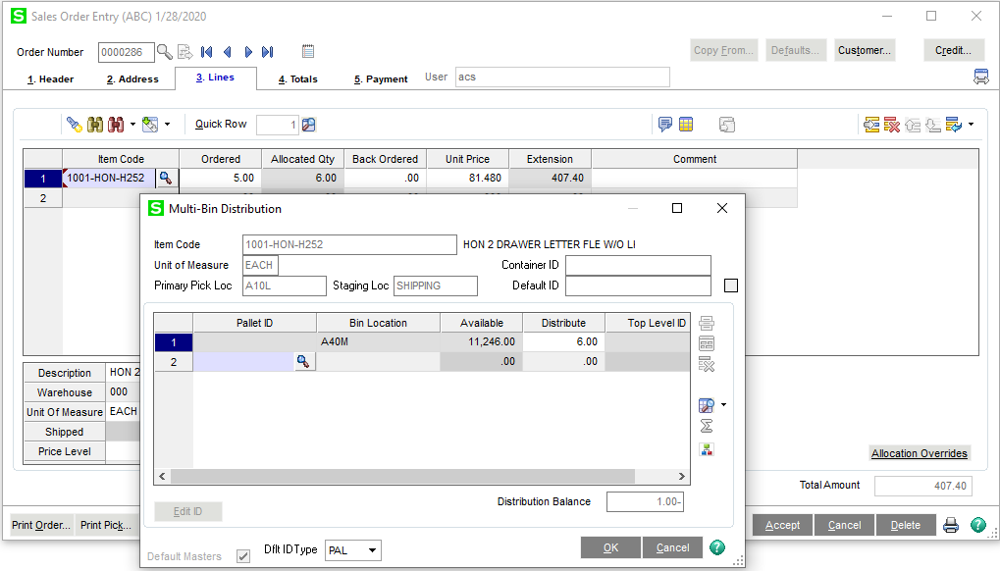 S Sales Order Entry (ABC) 1/28/2020
Order Number 0000286 Copy From... Defaults... Customer... Credit...
1. Header 2. Address 3. Lines 4. Totals 5. Payment User acs
Quick Row 1
Item Code Ordered Allocated Qty Back Ordered Unit Price Extension Comment
1 1001-HON-H252 5.00 6.00 .00 81.480 407.40
2
S Multi-Bin Distribution
Item Code 1001-HON-H252 HON 2 DRAWER LETTER FLE W/O LI
Unit of Measure EACH Container ID
Primary Pick Loc A10L Staging Loc SHIPPING Default ID
Pallet ID Bin Location Available Distribute Top Level ID
1 A40M 11,246.00 6.00
2 .00 .00
Distribution Balance 1.00-
Edit ID
Default Masters Dflt ID Type PAL OK Cancel ?
Description HON 2
Warehouse 000
Unit Of Measure EACH
Shipped
Price Level
Allocation Overrides
Total Amount 407.40
Print Order... Print Pick... Accept Cancel Delete ?